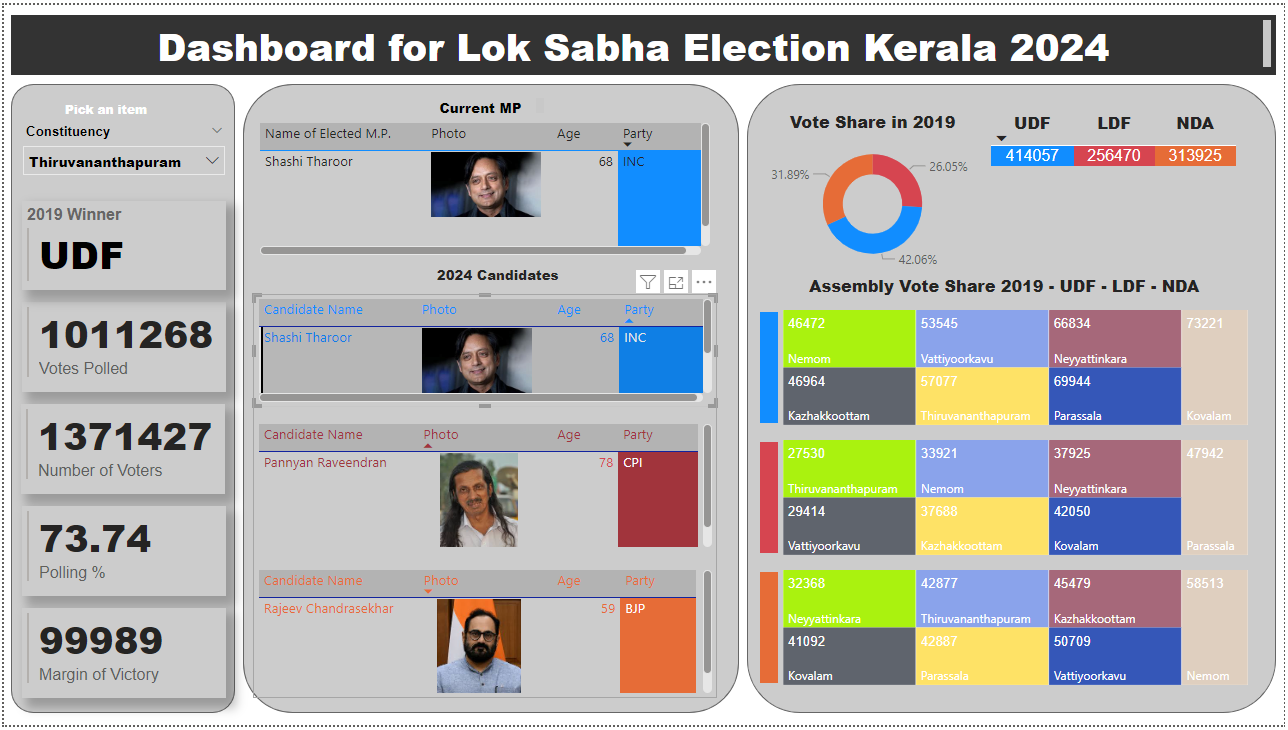 Dashboard for Lok Sabha Election Kerala 2024
Pick an item
Constituency
Thiruvananthapuram
2019 Winner
UDF
1011268
Votes Polled
1371427
Number of Voters
73.74
Polling %
99989
Margin of Victory
Current MP
Name of Elected M.P. Photo Age Party
Shashi Tharoor 68 INC
2024 Candidates
Candidate Name Photo Age Party
Shashi Tharoor 68 INC
Candidate Name Photo Age Party
Pannyan Raveendran 78 CPI
Candidate Name Photo Age Party
Rajeev Chandrasekhar 59 BJP
Vote Share in 2019
31.89%
26.05%
42.06%
UDF LDF NDA
414057 256470 313925
Assembly Vote Share 2019 - UDF - LDF - NDA
46472 53545 66834 73221
Nemom Vattiyoorkavu Neyyattinkara
46964 57077 69944
Kazhakkoottam Thiruvananthapuram Parassala Kovalam
27530 33921 37925 47942
Thiruvananthapuram Nemom Neyyattinkara
29414 37688 42050
Vattiyoorkavu Kazhakkoottam Kovalam Parassala
32368 42877 45479 58513
Neyyattinkara Thiruvananthapuram Kazhakkoottam
41092 42887 50709
Kovalam Parassala Vattiyoorkavu Nemom